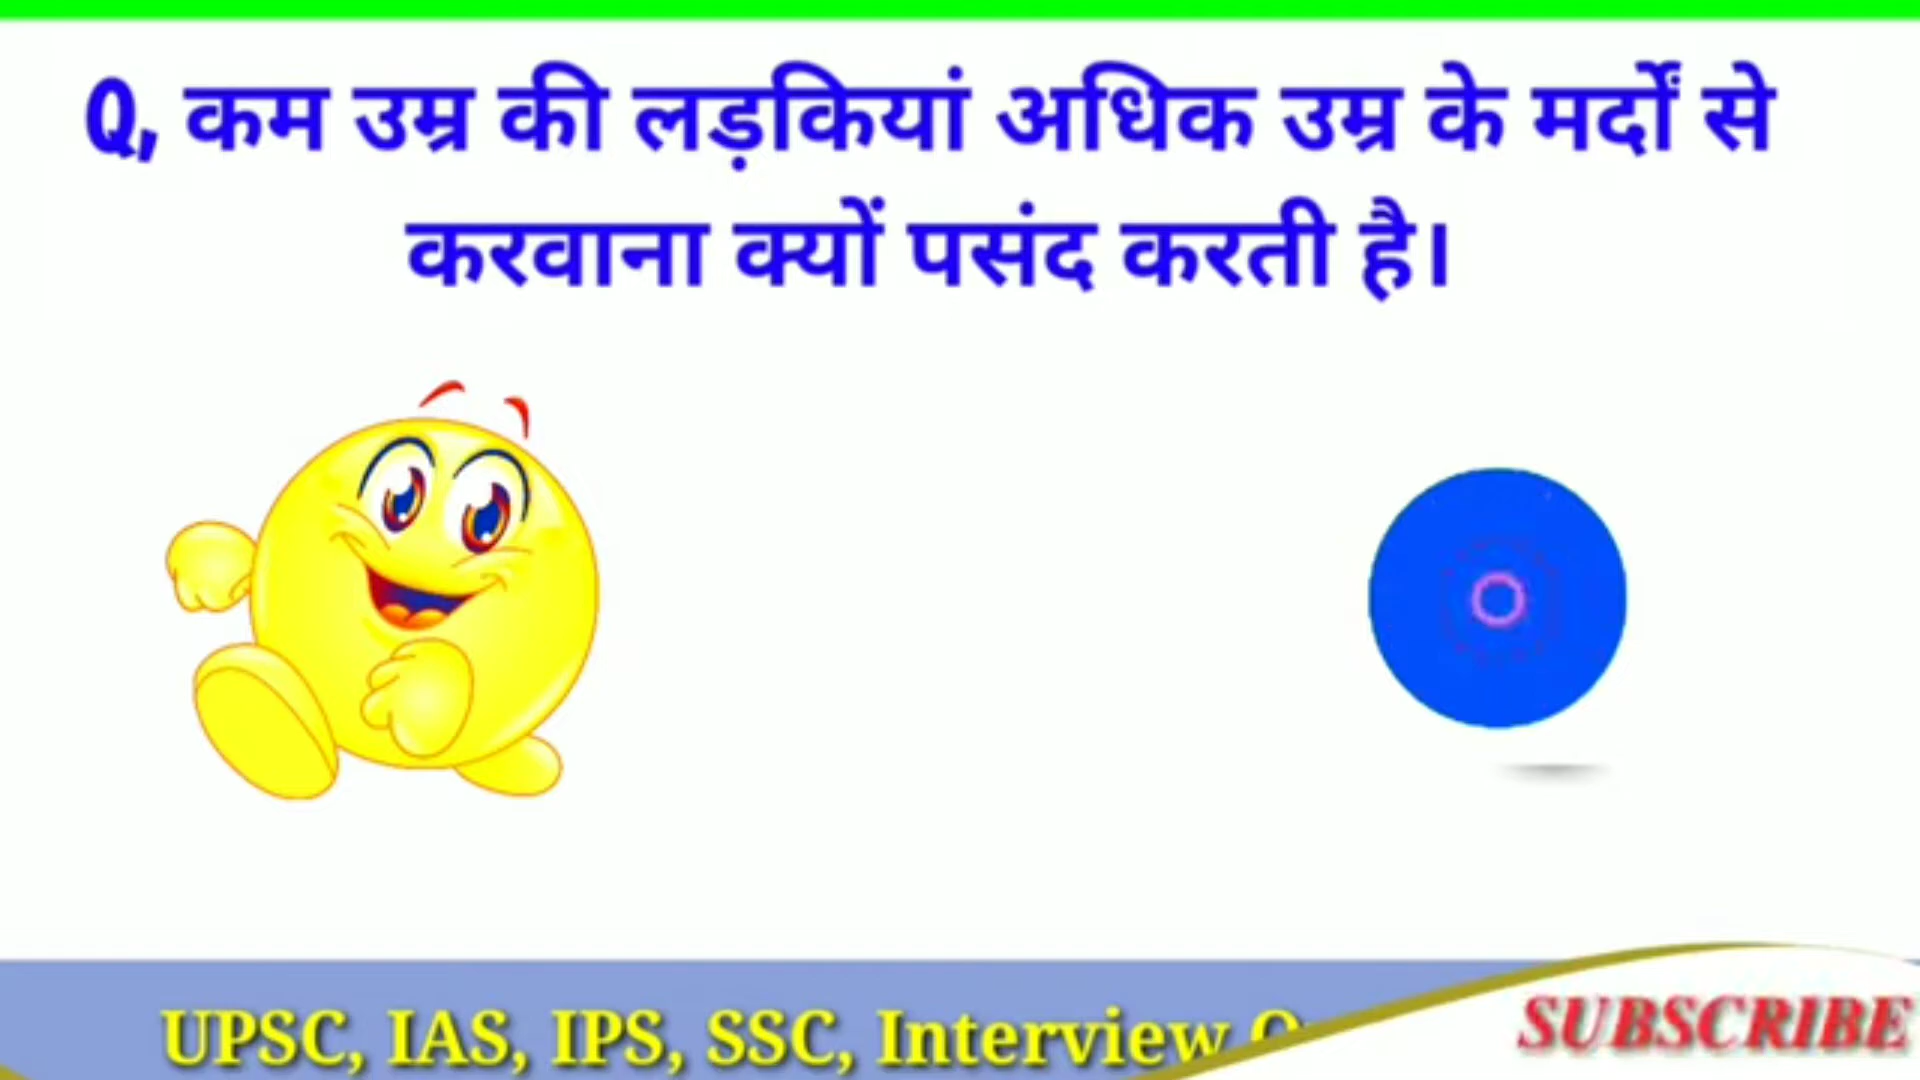 Q, कम उम्र की लड़कियां अधिक उम्र के मर्दों से
करवाना क्यों पसंद करती है।
UPSC, IAS, IPS, SSC, Interview
SUBSCRIBE